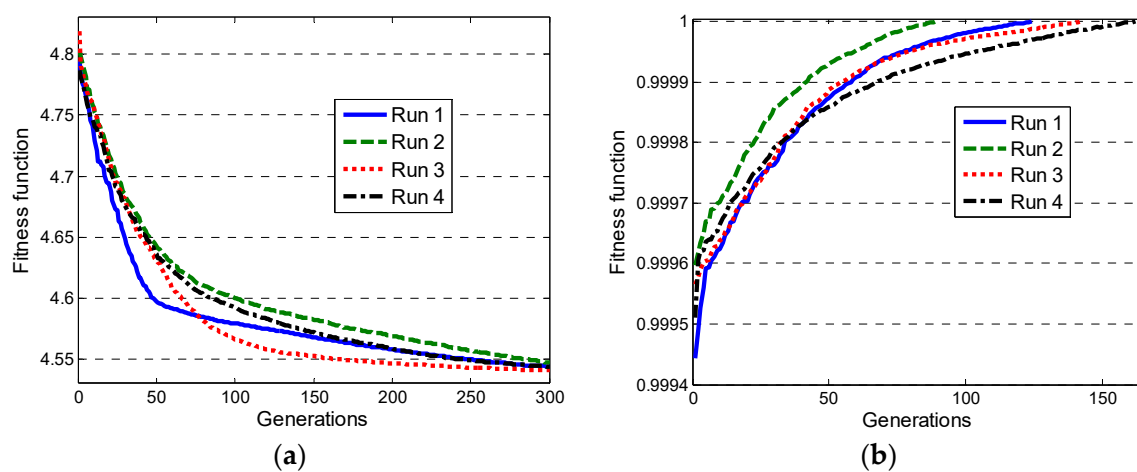 4.8
4.75
4.7
4.65
4.6
4.55
Fitness function
0 50 100 150 200 250 300
Generations
Run 1
Run 2
Run 3
Run 4
(a)
1
0.9999
0.9998
0.9997
0.9996
0.9995
0.9994
Fitness function
0 50 100 150
Generations
Run 1
Run 2
Run 3
Run 4
(b)